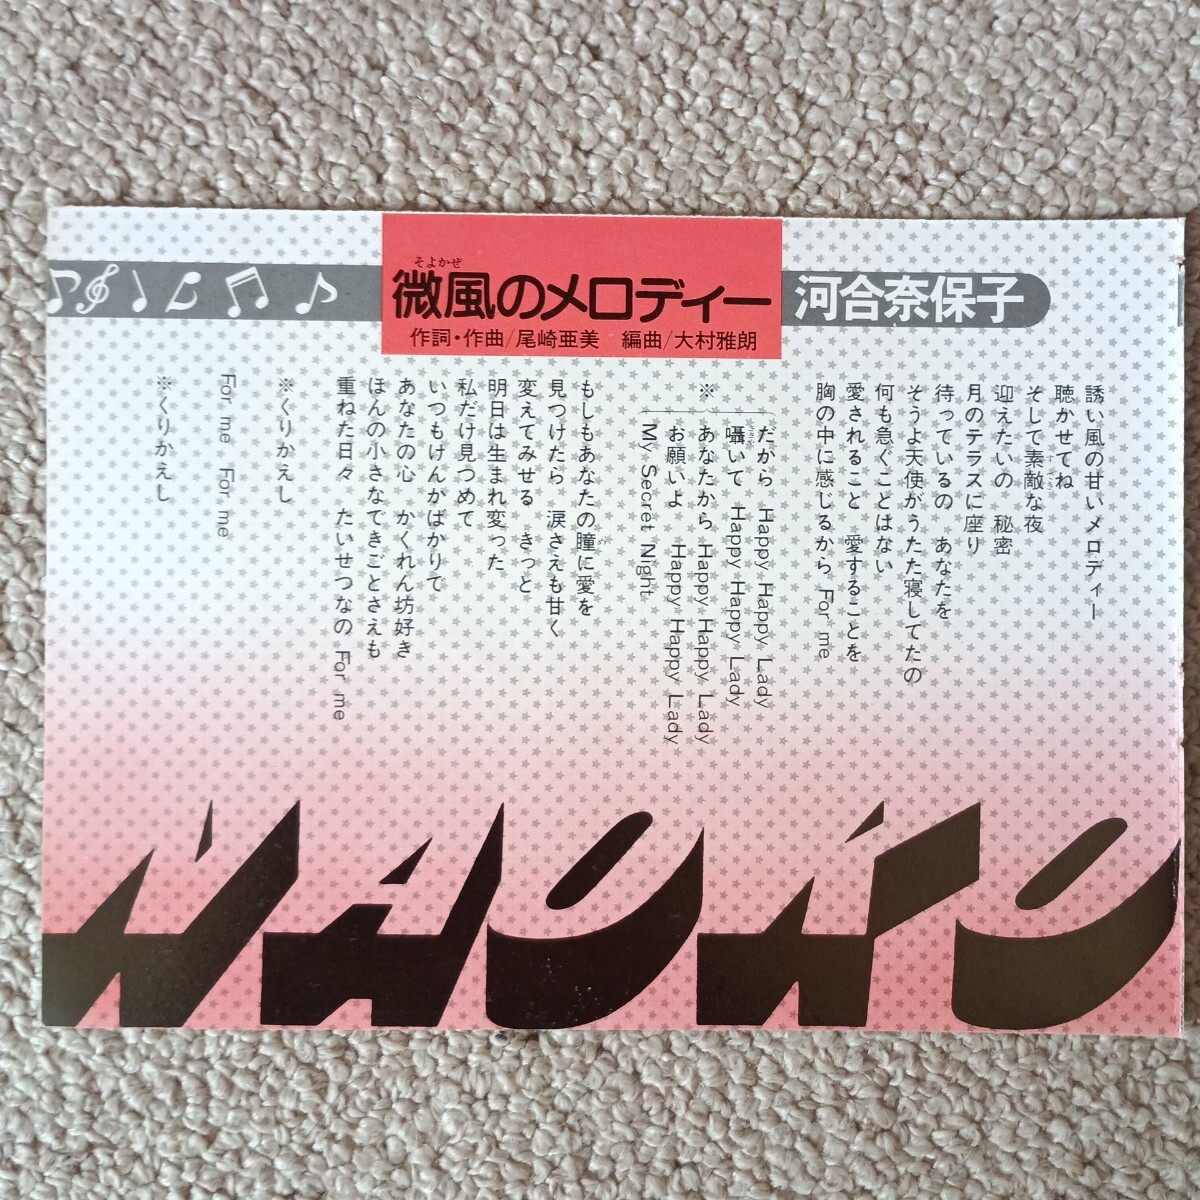 そよかぜ
微風のメロディー
河合奈保子
作詞・作曲/尾崎亜美 編曲/大村雅朗
誘い風の甘いメロディー
聴かせてね
そして素敵な夜
迎えたいの 秘密
月のテラスに座り
待っているの あなたを
そうよ天使がうたた寝してたの
何も急ぐことはない
愛されること 愛することを
胸の中に感じるから For me
※
だから Happy Happy Lady
囁いて Happy Happy Lady
あなたから Happy Happy Lady
お願いよ Happy Happy Lady
My Secret Night
もしもあなたの瞳に愛を
見つけたら 涙さえも甘く
変えてみせる きっと
明日は生まれ変った
私だけ見つめて
いつもけんかばかりで
あなたの心 かくれん坊好き
ほんの小さなできごとさえも
重ねた日々 たいせつなの For me
※くりかえし
For me For me
※くりかえし
NAOKO